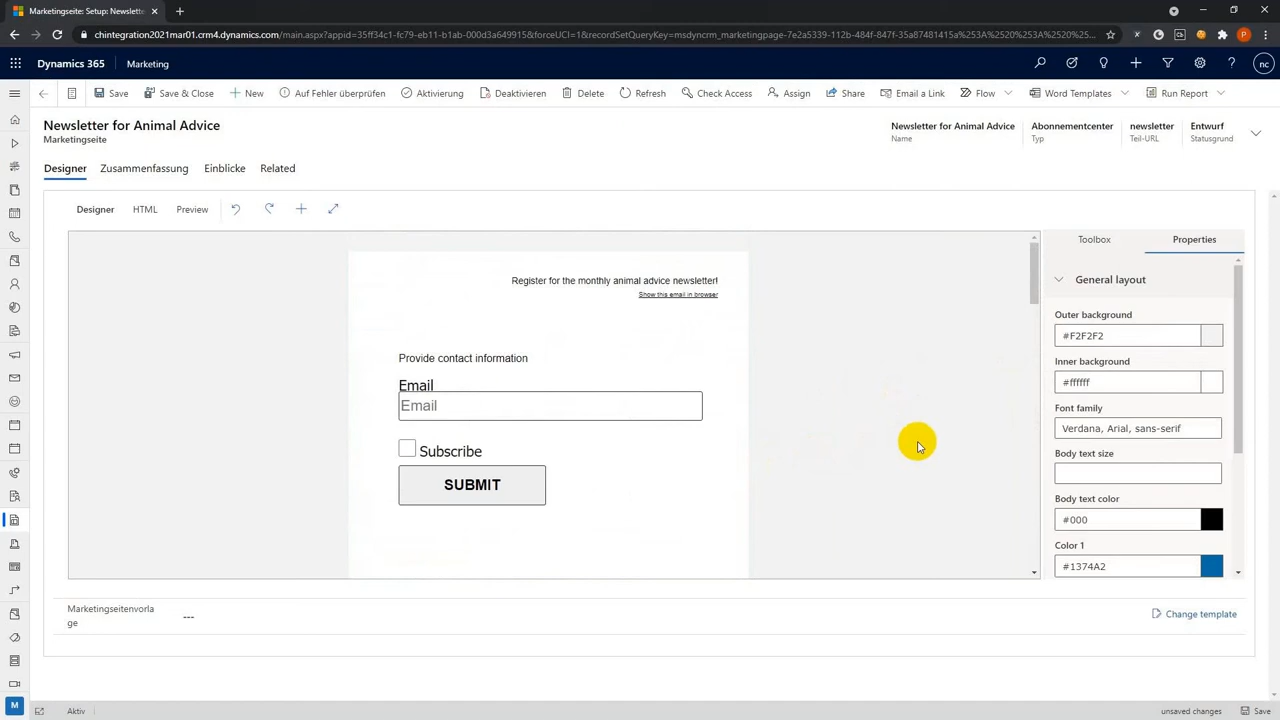 Marketingseite: Setup: Newslette
chintegration2021mar01.crm4.dynamics.com/main.aspx?appid=35ff34c1-fc79-eb11-b1ab-000d3a649915&forceUCI=1&recordSetQueryKey=msdyncrm_marketingpage-7e2a5339-112b-484f-847f-35a87481415a%253A%2520%253A%2520%2520%253A%2...
Dynamics 365
Marketing
nc
Save
Save & Close
New
Auf Fehler überprüfen
Aktivierung
Deaktivieren
Delete
Refresh
Check Access
Assign
Share
Email a Link
Flow
Word Templates
Run Report
Newsletter for Animal Advice
Marketingseite
Newsletter for Animal Advice
Name
Abonnementcenter
Typ
newsletter
Teil-URL
Entwurf
Statusgrund
Designer
Zusammenfassung
Einblicke
Related
Designer
HTML
Preview
Toolbox
Properties
Register for the monthly animal advice newsletter!
Show this email in browser
Provide contact information
Email
Email
Subscribe
SUBMIT
General layout
Outer background
#F2F2F2
Inner background
#ffffff
Font family
Verdana, Arial, sans-serif
Body text size
Body text color
#000
Color 1
#1374A2
Marketingseitenvorla
ge
---
Change template
M
Aktiv
unsaved changes
Save